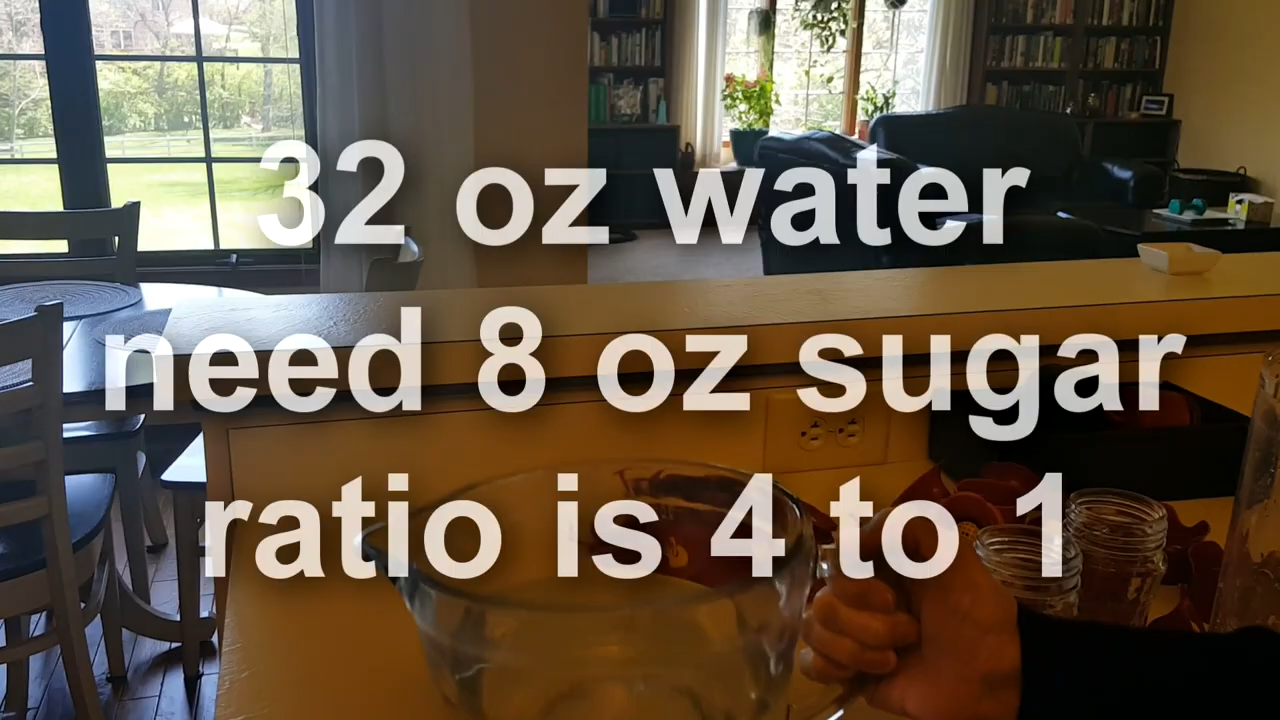 32 oz water
need 8 oz sugar
ratio is 4 to 1